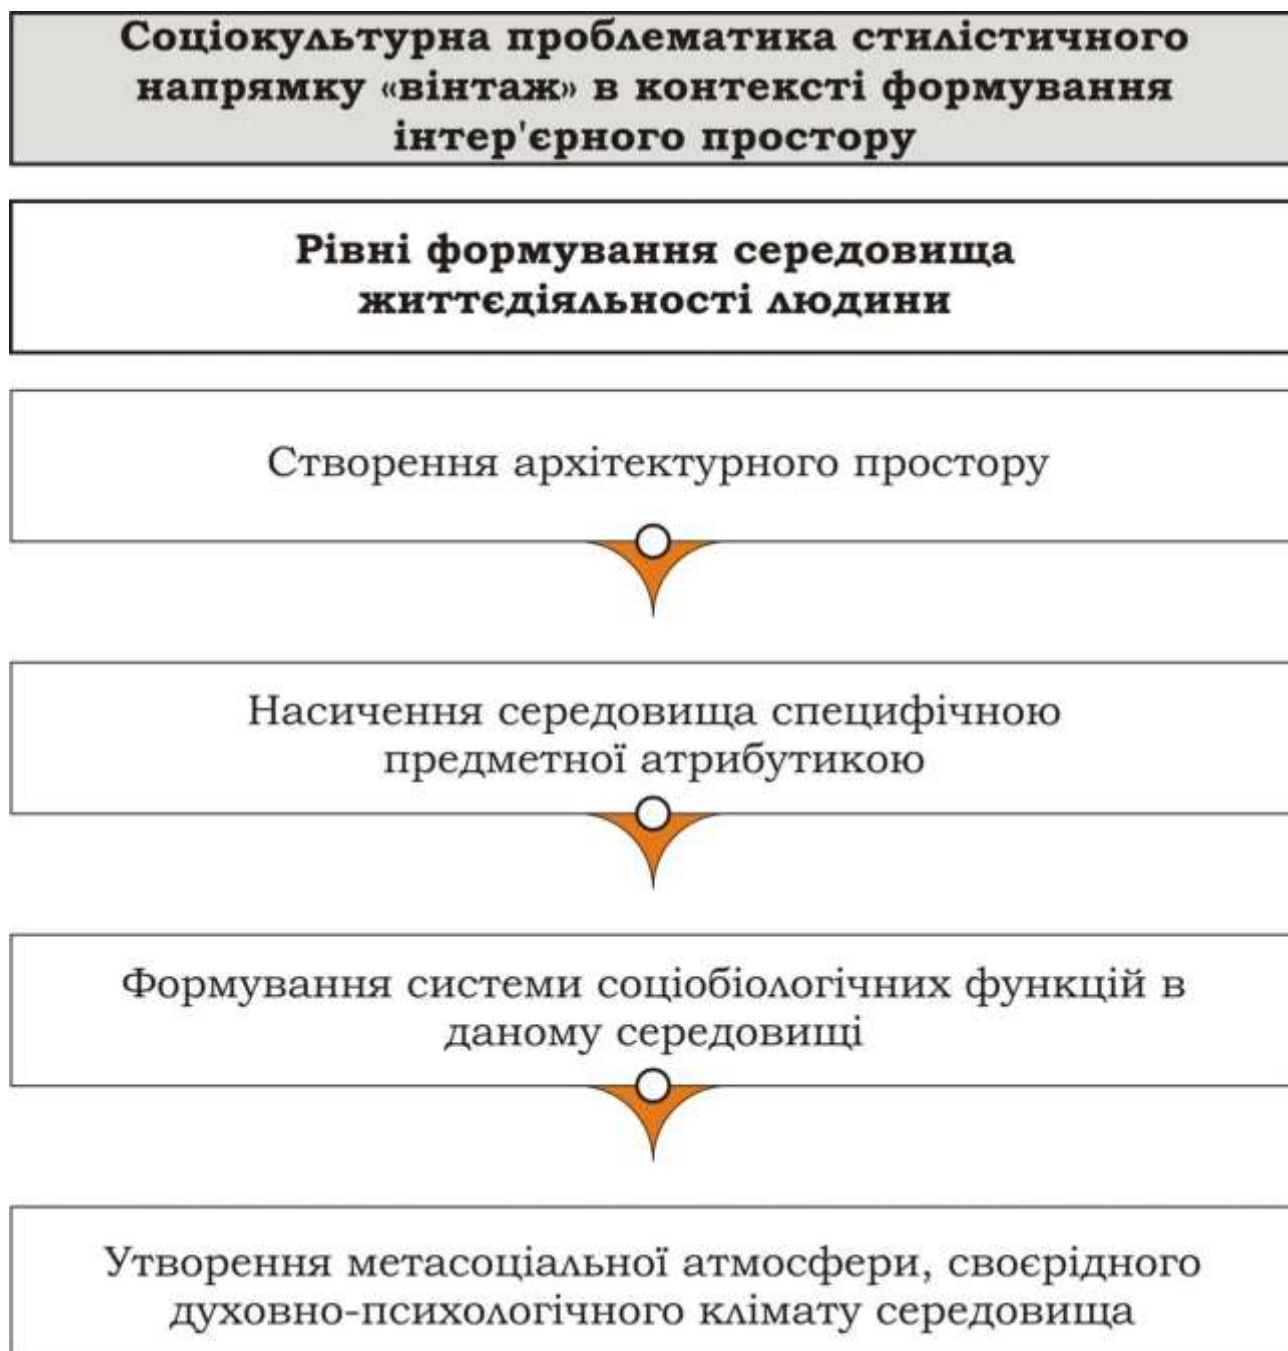 Соціокультурна проблематика стилістичного
напрямку «вінтаж» в контексті формування
інтер'єрного простору
Рівні формування середовища
життєдіяльності людини
Створення архітектурного простору
Насичення середовища специфічною
предметної атрибутикою
Формування системи соціобіологічних функцій в
даному середовищі
Утворення метасоціальної атмосфери, своєрідного
духовно-психологічного клімату середовища